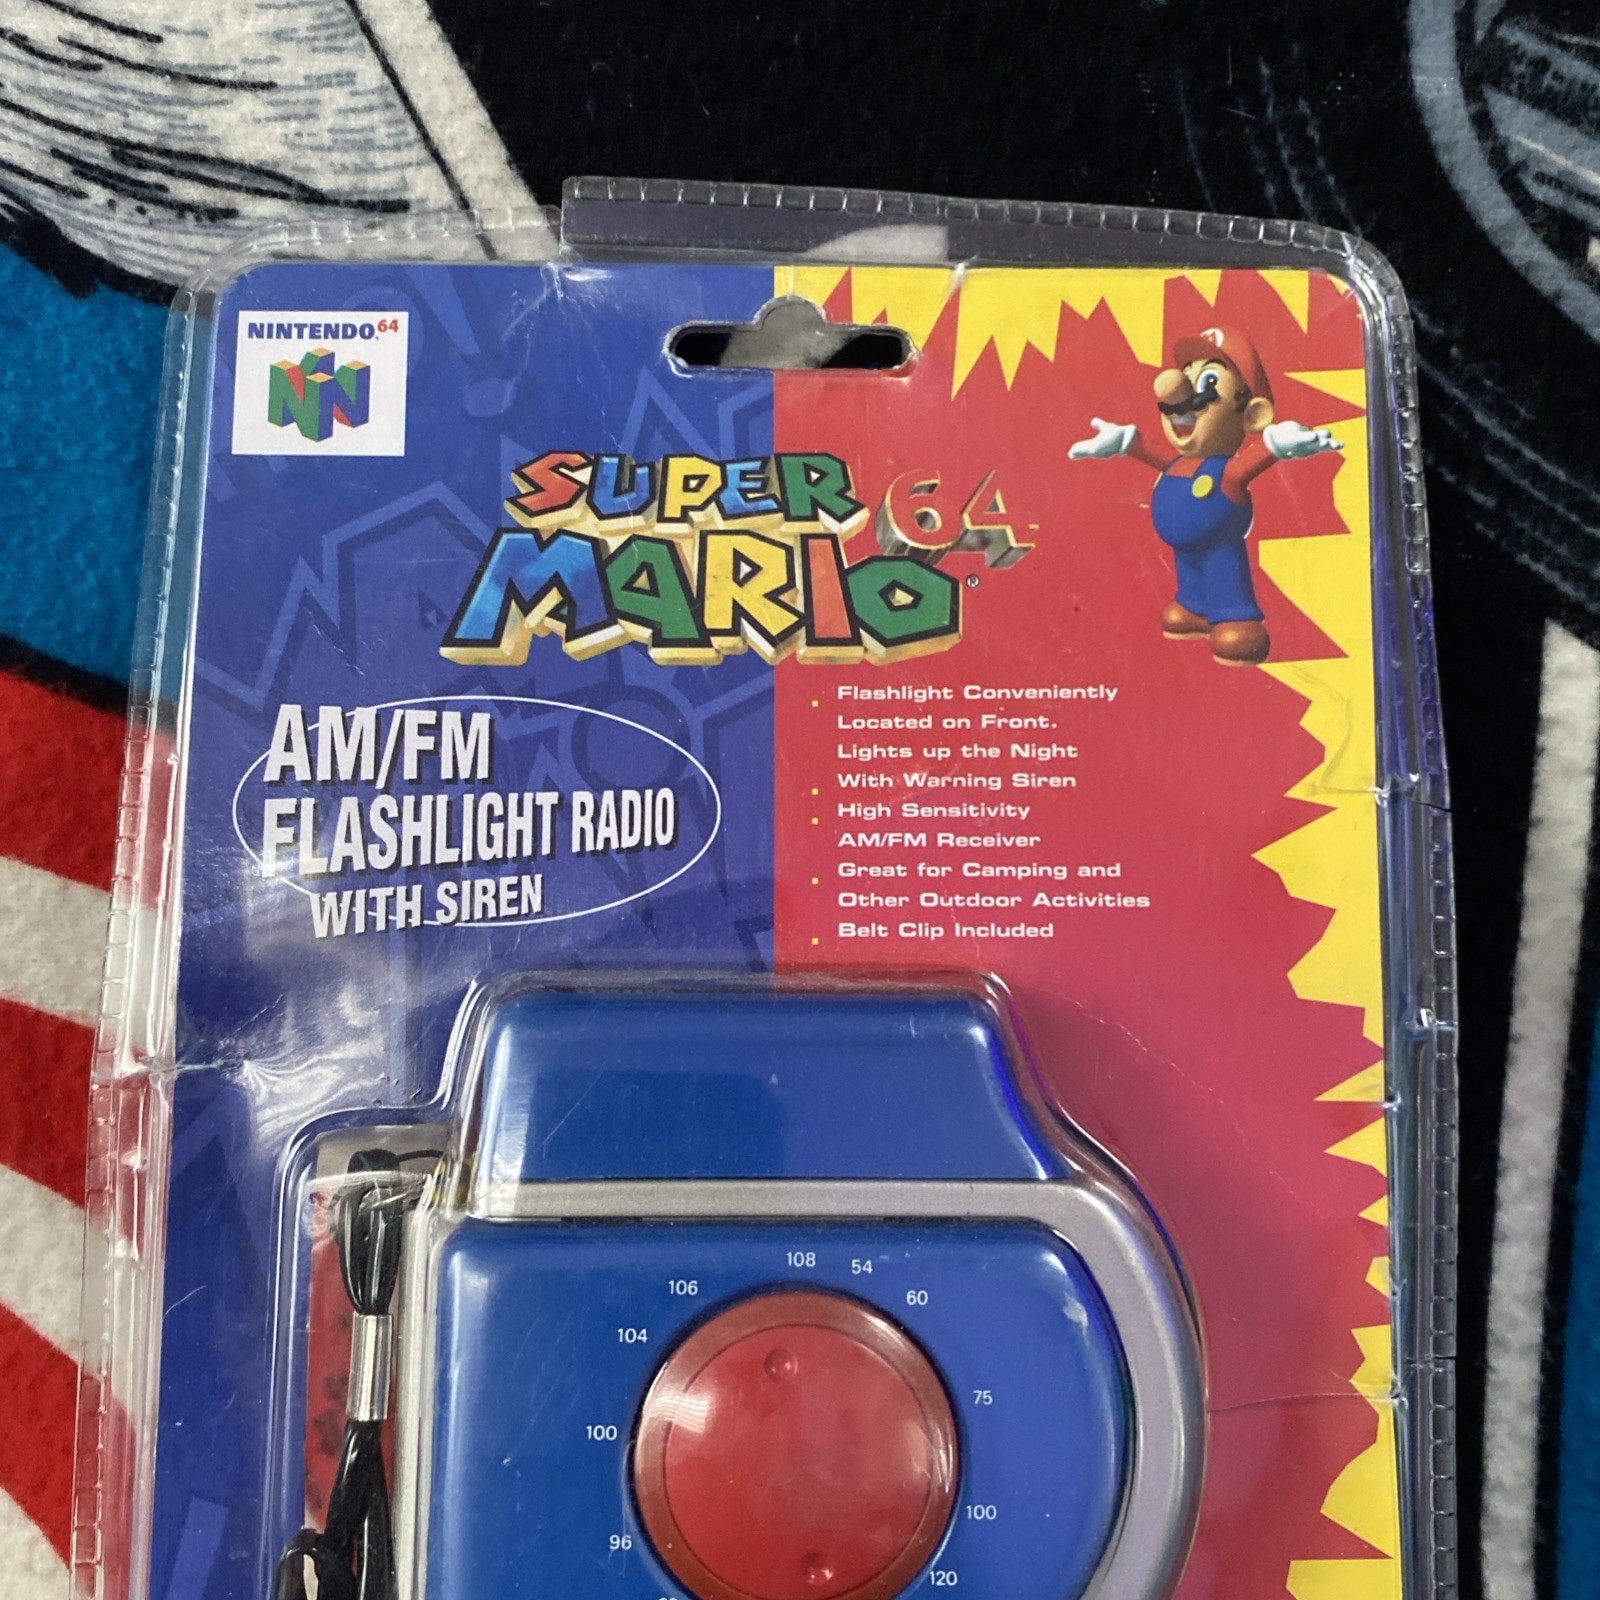 NINTENDO 64
SUPER
MARIO 64 ®
AM/FM
FLASHLIGHT RADIO
WITH SIREN
Flashlight Conveniently
Located on Front.
Lights up the Night
With Warning Siren
High Sensitivity
AM/FM Receiver
Great for Camping and
Other Outdoor Activities
Belt Clip Included
108 54
106 60
104
75
100
100
96
120